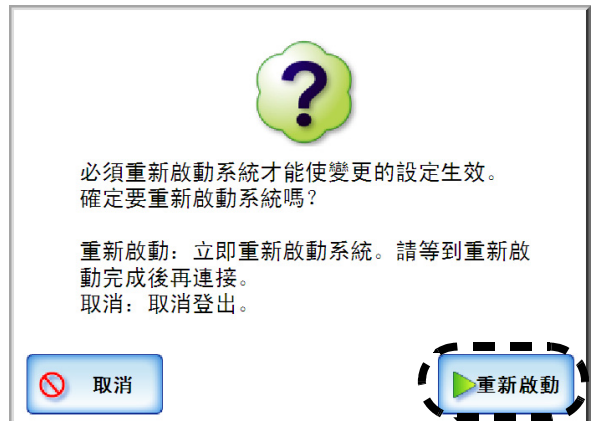 必須重新啟動系統才能使變更的設定生效。
確定要重新啟動系統嗎？
重新啟動：立即重新啟動系統。請等到重新啟
動完成後再連接。
取消：取消登出。
取消
重新啟動